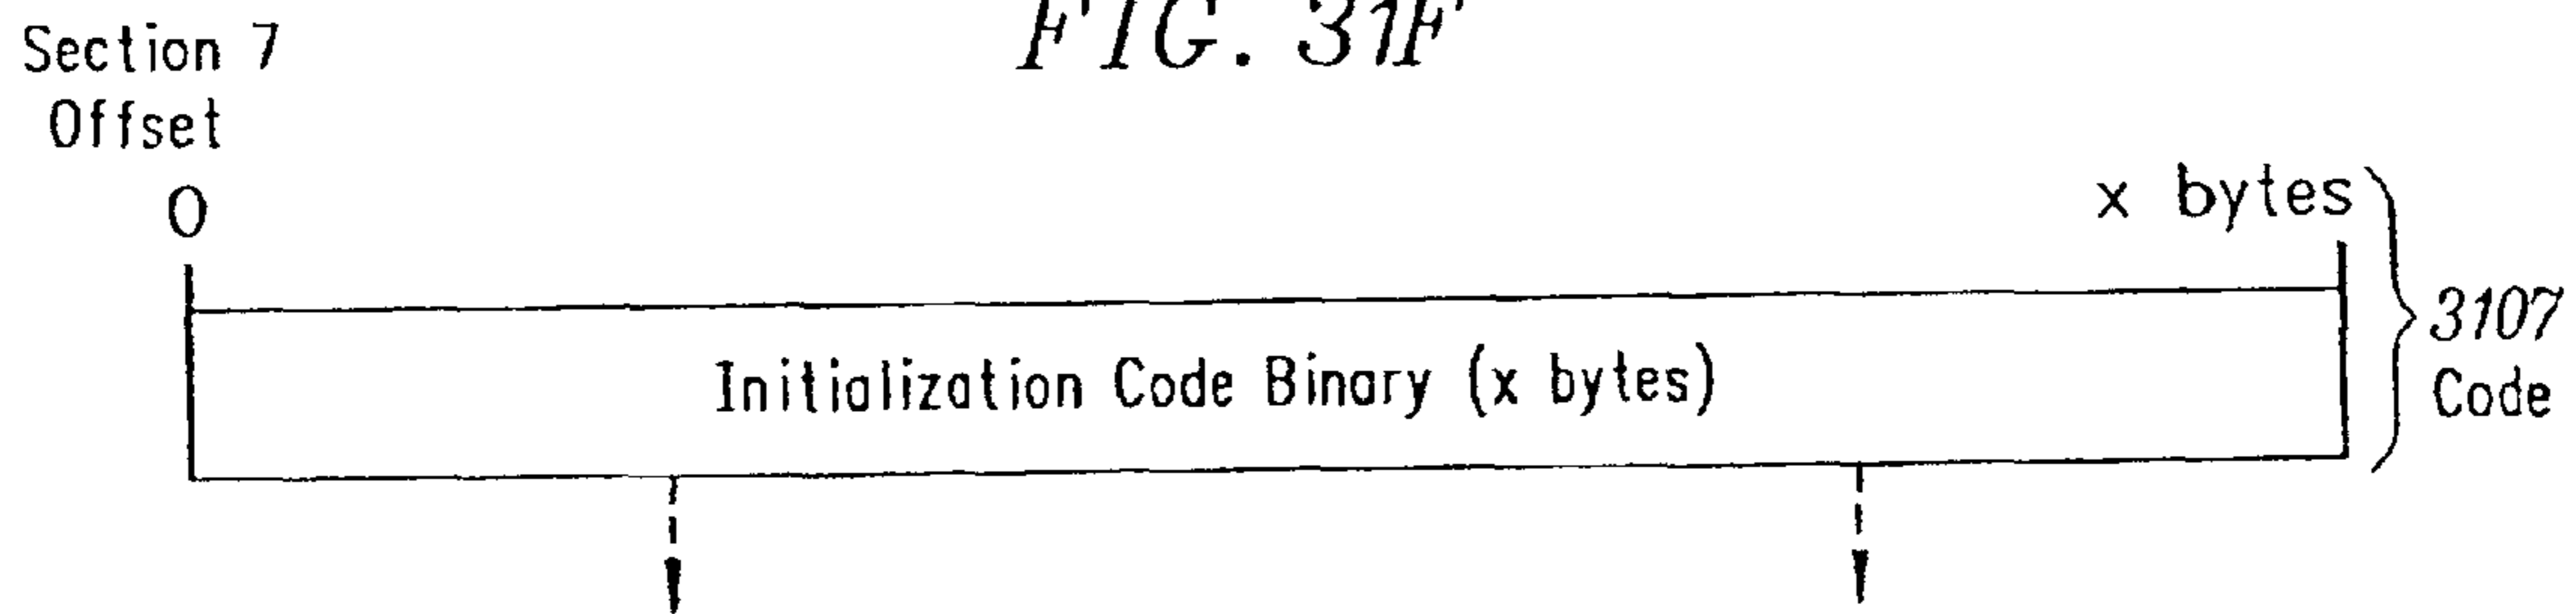 FIG. 31F
Section 7
Offset
0
x bytes
Initialization Code Binary (x bytes)
3107
Code